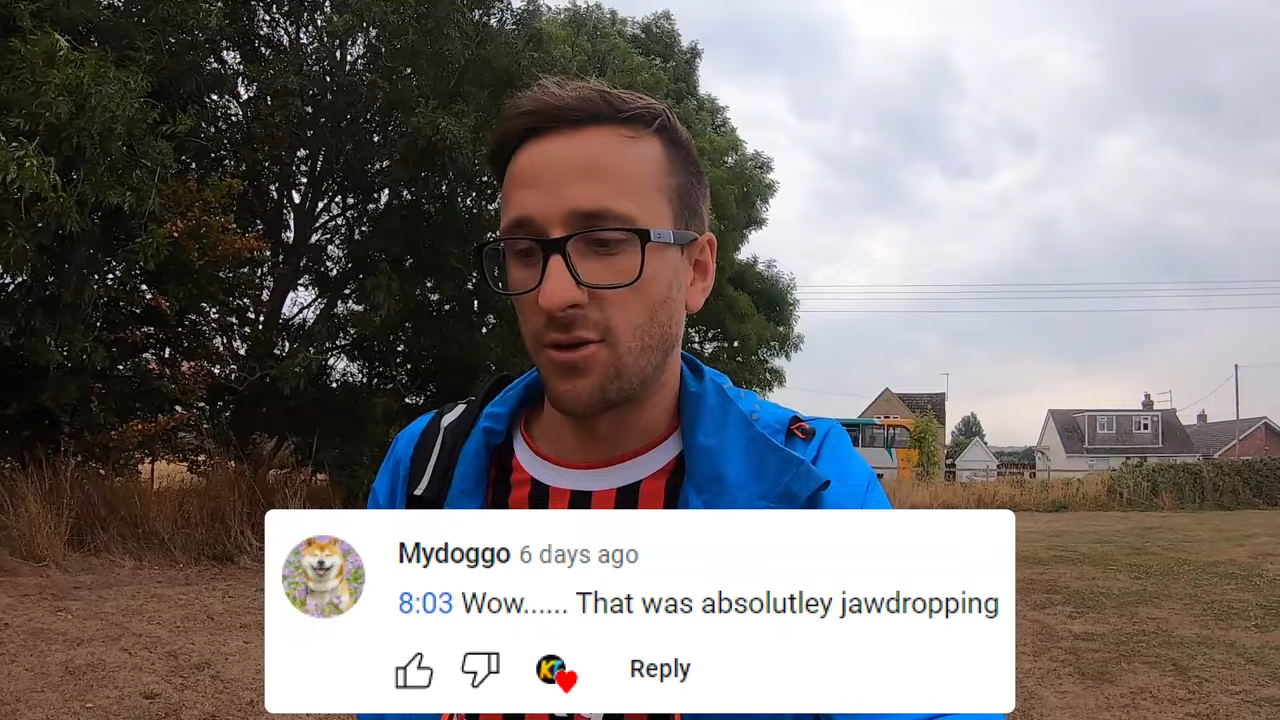 Mydoggo 6 days ago
8:03 Wow...... That was absolutley jawdropping
Reply